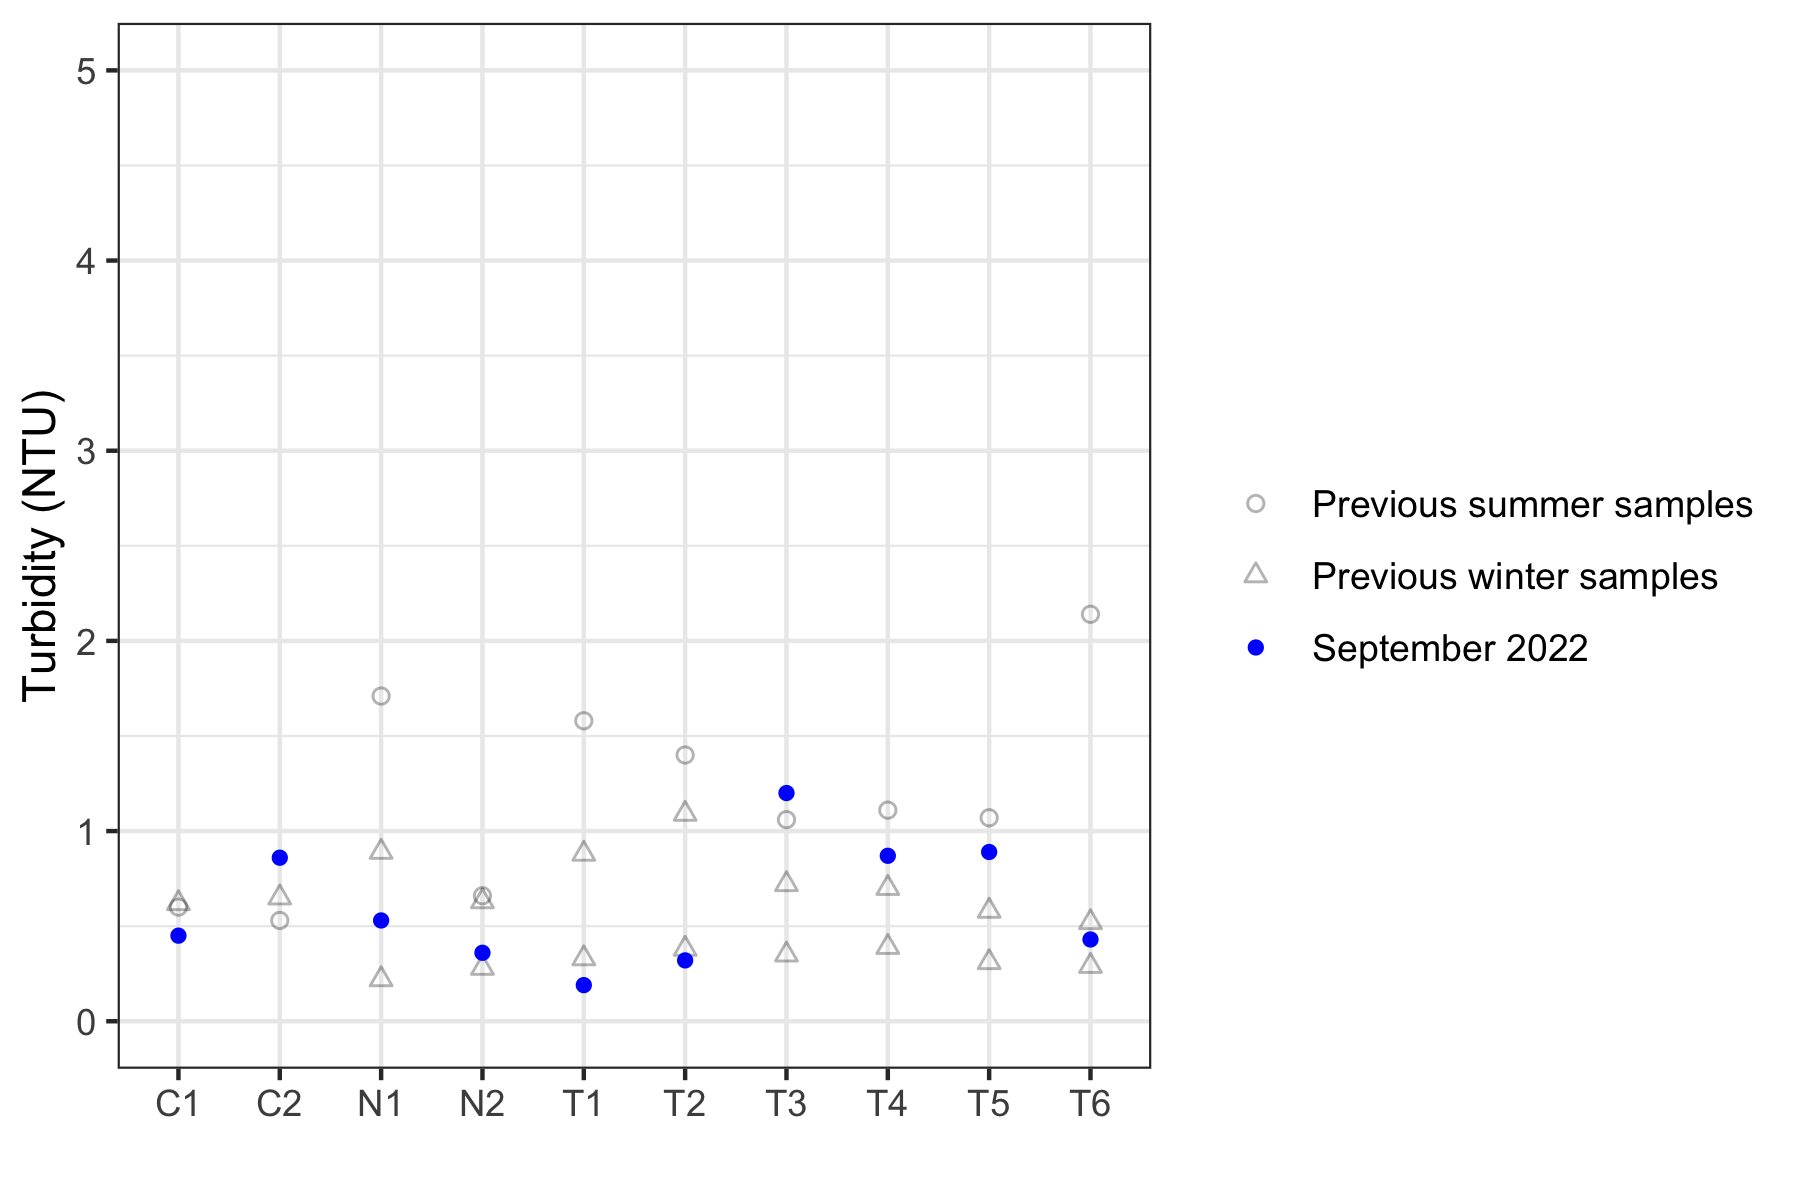 5
4
3
2
1
0
Turbidity (NTU)
C1 C2 N1 N2 T1 T2 T3 T4 T5 T6
Previous summer samples
Previous winter samples
September 2022